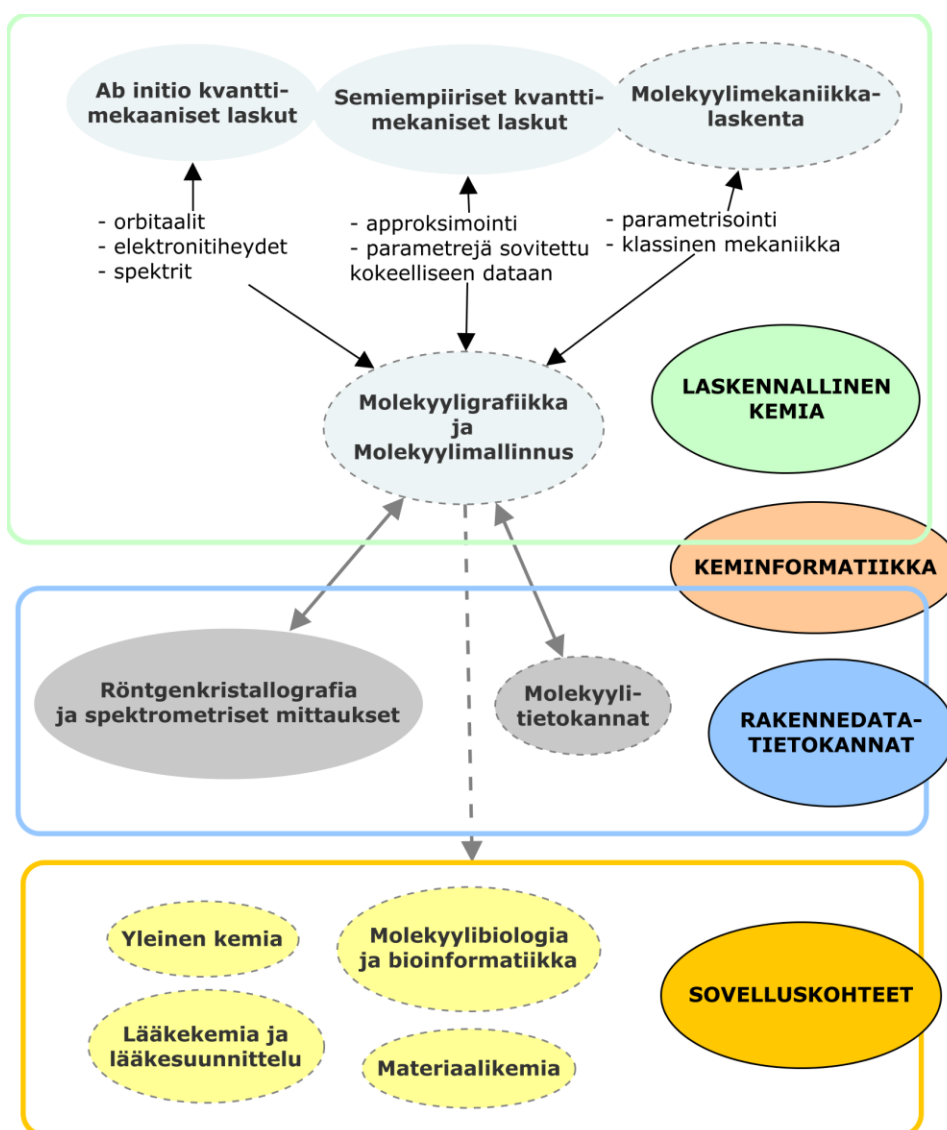 Ab initio kvantti-
mekaaniset laskut
Semiempiiriset kvantti-
mekaniset laskut
Molekyylimekaniikka-
laskenta
- orbitaalit
- elektronitiheydet
- spektrit
- approksimointi
- parametrejä sovitettu
kokeelliseen dataan
- parametrisointi
- klassinen mekaniikka
Molekyyligrafiikka
ja
Molekyylimallinnus
LASKENNALLINEN
KEMIA
KEMINFORMATIIKKA
Röntgenkristallografia
ja spektrometriset mittaukset
Molekyyli-
tietokannat
RAKENNEDATA-
TIETOKANNAT
Yleinen kemia
Molekyylibiologia
ja bioinformatiikka
Lääkekemia ja
lääkesuunnittelu
Materiaalikemia
SOVELLUSKOHTEET